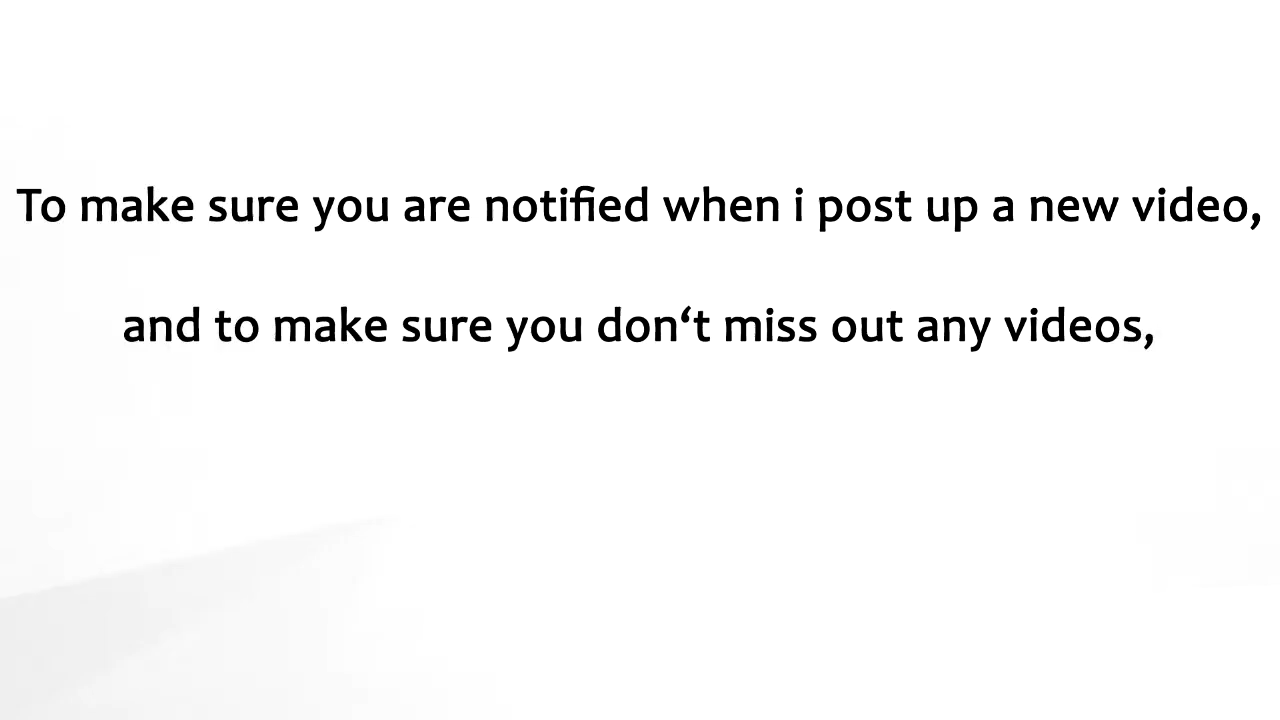 To make sure you are notified when i post up a new video,
and to make sure you don‘t miss out any videos,